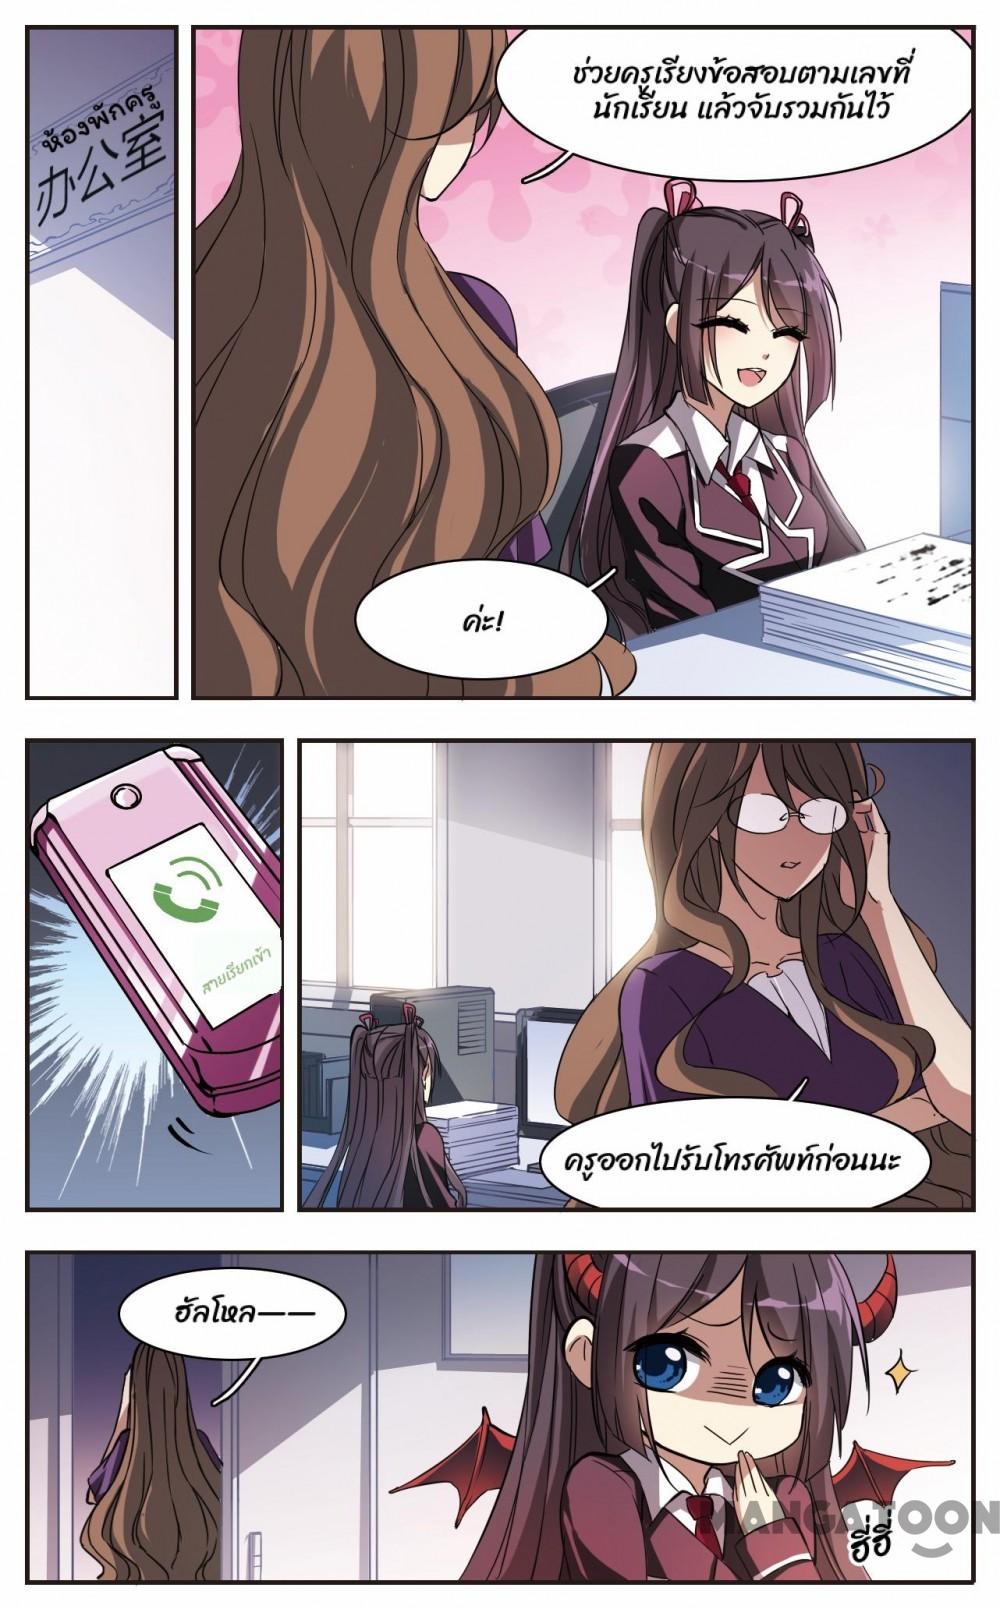 ห้องพักครู
办公室
ช่วยครูเรียงข้อสอบตามเลขที่
นักเรียน แล้วจับรวมกันไว้
ค่ะ!
สายเรียกเข้า
ครูออกไปรับโทรศัพท์ก่อนนะ
ฮัลโหล——
ฮี่ฮี่
MANGATOON